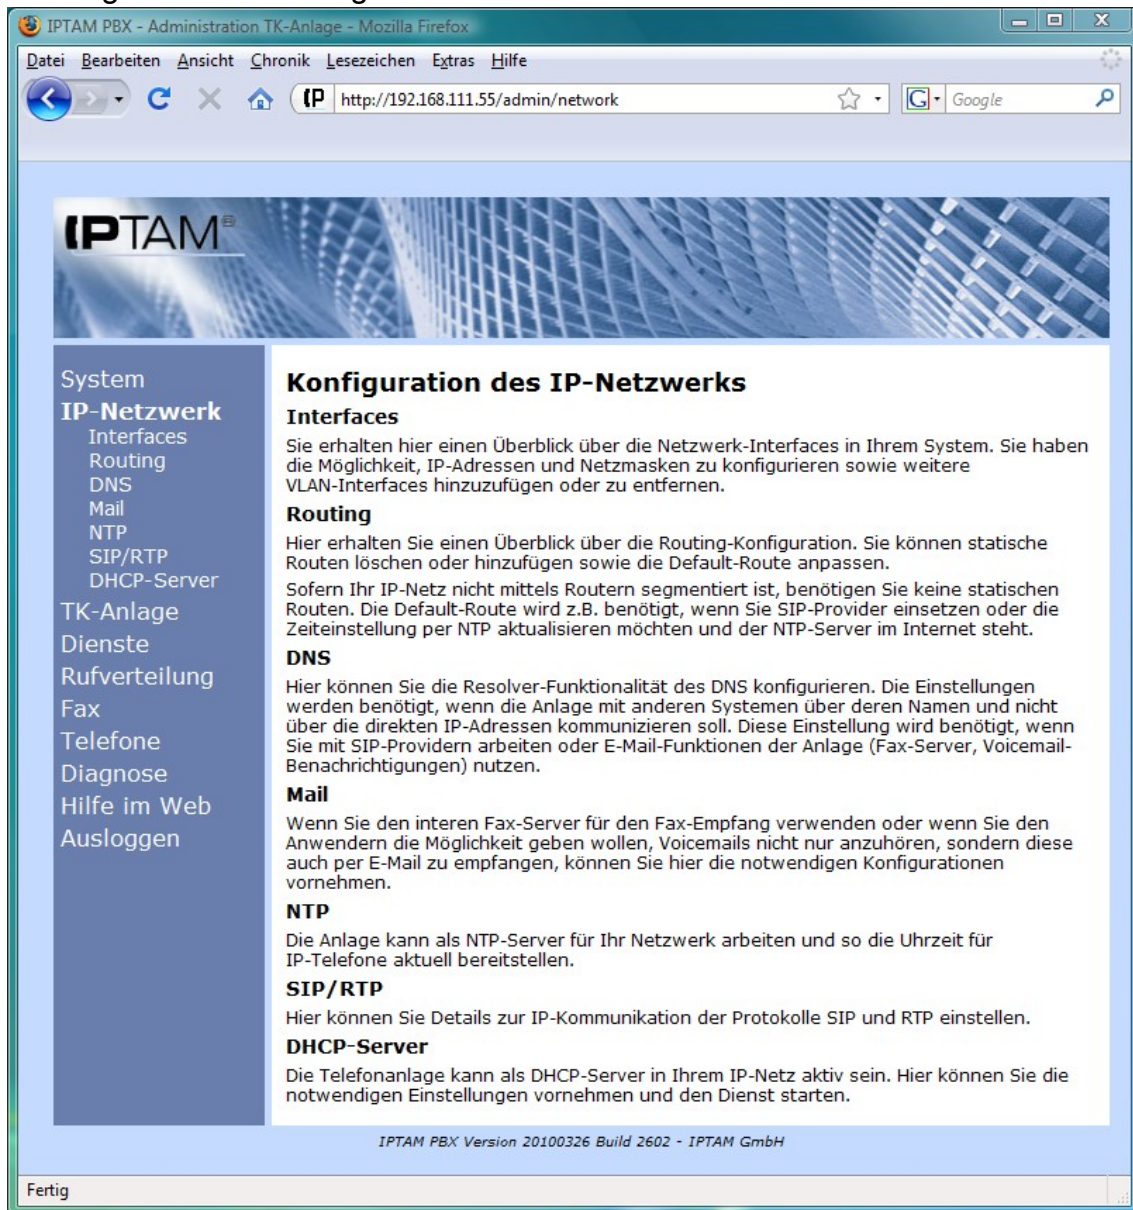 IPTAM PBX - Administration TK-Anlage - Mozilla Firefox
Datei Bearbeiten Ansicht Chronik Lesezeichen Extras Hilfe
(P http://192.168.111.55/admin/network G Google
IPTAM®
System
IP-Netzwerk
Interfaces
Routing
DNS
Mail
NTP
SIP/RTP
DHCP-Server
TK-Anlage
Dienste
Rufverteilung
Fax
Telefone
Diagnose
Hilfe im Web
Ausloggen
Konfiguration des IP-Netzwerks
Interfaces
Sie erhalten hier einen Überblick über die Netzwerk-Interfaces in Ihrem System. Sie haben
die Möglichkeit, IP-Adressen und Netzmasken zu konfigurieren sowie weitere
VLAN-Interfaces hinzuzufügen oder zu entfernen.
Routing
Hier erhalten Sie einen Überblick über die Routing-Konfiguration. Sie können statische
Routen löschen oder hinzufügen sowie die Default-Route anpassen.
Sofern Ihr IP-Netz nicht mittels Routern segmentiert ist, benötigen Sie keine statischen
Routen. Die Default-Route wird z.B. benötigt, wenn Sie SIP-Provider einsetzen oder die
Zeiteinstellung per NTP aktualisieren möchten und der NTP-Server im Internet steht.
DNS
Hier können Sie die Resolver-Funktionalität des DNS konfigurieren. Die Einstellungen
werden benötigt, wenn die Anlage mit anderen Systemen über deren Namen und nicht
über die direkten IP-Adressen kommunizieren soll. Diese Einstellung wird benötigt, wenn
Sie mit SIP-Providern arbeiten oder E-Mail-Funktionen der Anlage (Fax-Server, Voicemail-
Benachrichtigungen) nutzen.
Mail
Wenn Sie den interen Fax-Server für den Fax-Empfang verwenden oder wenn Sie den
Anwendern die Möglichkeit geben wollen, Voicemails nicht nur anzuhören, sondern diese
auch per E-Mail zu empfangen, können Sie hier die notwendigen Konfigurationen
vornehmen.
NTP
Die Anlage kann als NTP-Server für Ihr Netzwerk arbeiten und so die Uhrzeit für
IP-Telefone aktuell bereitstellen.
SIP/RTP
Hier können Sie Details zur IP-Kommunikation der Protokolle SIP und RTP einstellen.
DHCP-Server
Die Telefonanlage kann als DHCP-Server in Ihrem IP-Netz aktiv sein. Hier können Sie die
notwendigen Einstellungen vornehmen und den Dienst starten.
IPTAM PBX Version 20100326 Build 2602 - IPTAM GmbH
Fertig